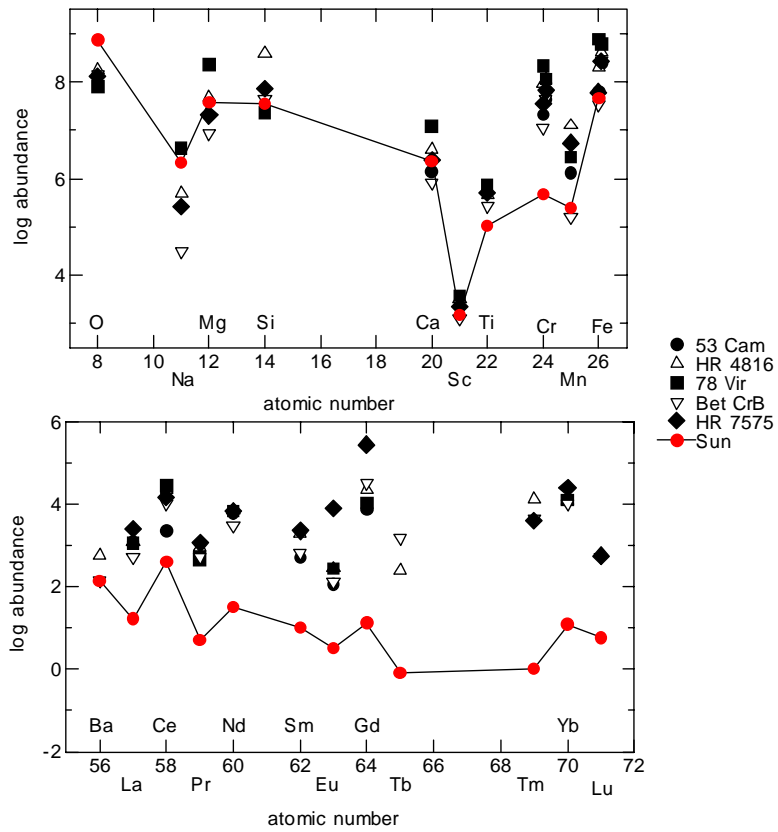 8
6
4
log abundance
O Mg Si Ca Ti Cr Fe
8 10 12 14 16 18 20 22 24 26
Na Sc Mn
atomic number
53 Cam
HR 4816
78 Vir
Bet CrB
HR 7575
Sun
6
4
2
0
-2
log abundance
Ba Ce Nd Sm Gd Yb
56 58 60 62 64 66 68 70 72
La Pr Eu Tb Tm Lu
atomic number